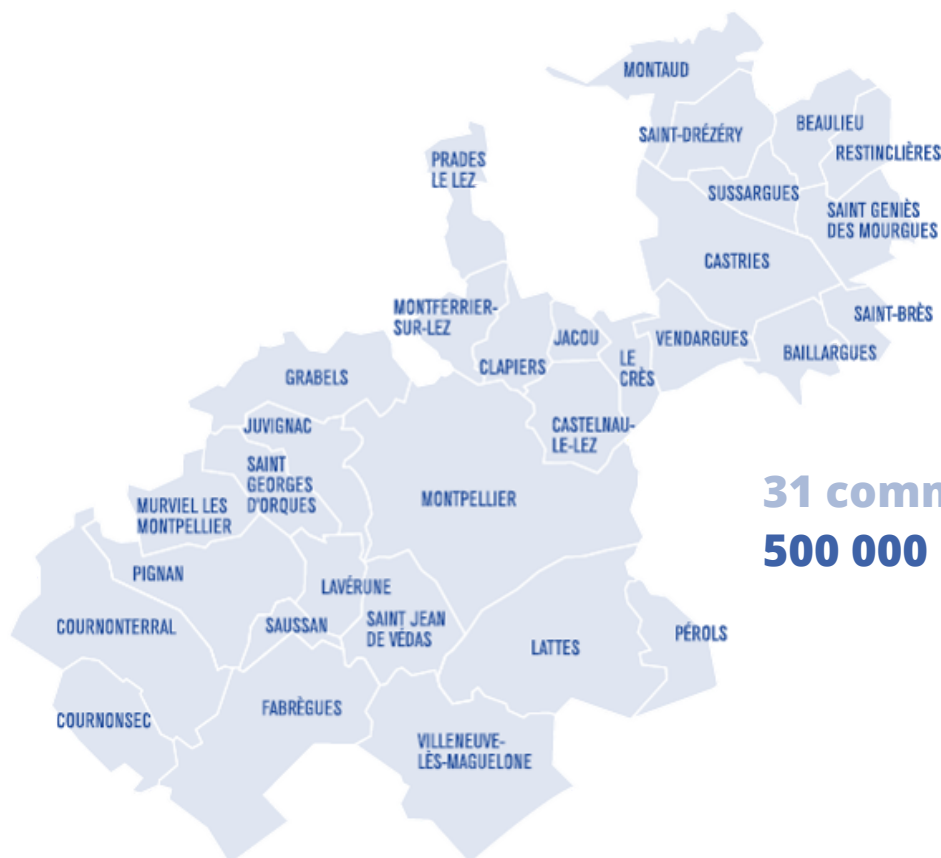 MONTAUD
BEAULIEU
SAINT-DRÉZÉRY
RESTINCLIÈRES
PRADES
LE LEZ
SUSSARGUES
SAINT GENIÈS
DES MOURGUES
CASTRIES
MONTFERRIER-
SUR-LEZ
SAINT-BRÈS
JACOU
VENDARGUES
BAILLARGUES
CLAPIERS
LE
CRÈS
GRABELS
JUVIGNAC
CASTELNAU-
LE-LEZ
SAINT
GEORGES
D'ORQUES
MURVIEL LES
MONTPELLIER
MONTPELLIER
31 comm
500 000
PIGNAN
LAVÉRUNE
COURNONTERRAL
SAUSSAN
SAINT JEAN
DE VÉDAS
LATTES
PÉROLS
COURNONSEC
FABRÈGUES
VILLENEUVE-
LÈS-MAGUELONE